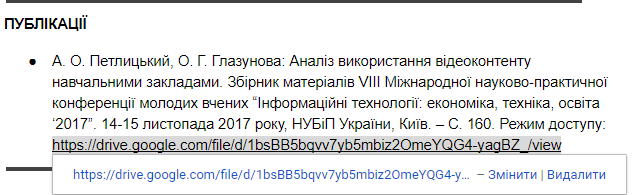 ПУБЛІКАЦІЇ
● А. О. Петлицький, О. Г. Глазунова: Аналіз використання відеоконтенту
навчальними закладами. Збірник матеріалів VIII Міжнародної науково-практичної
конференції молодих вчених “Інформаційні технології: економіка, техніка, освіта
‘2017”. 14-15 листопада 2017 року, НУБіП України, Київ. – С. 160. Режим доступу:
https://drive.google.com/file/d/1bsBB5bqvv7yb5mbiz2OmeYQG4-yagBZ_/view
https://drive.google.com/file/d/1bsBB5bqvv7yb5mbiz2OmeYQG4-y... – Змінити | Видалити